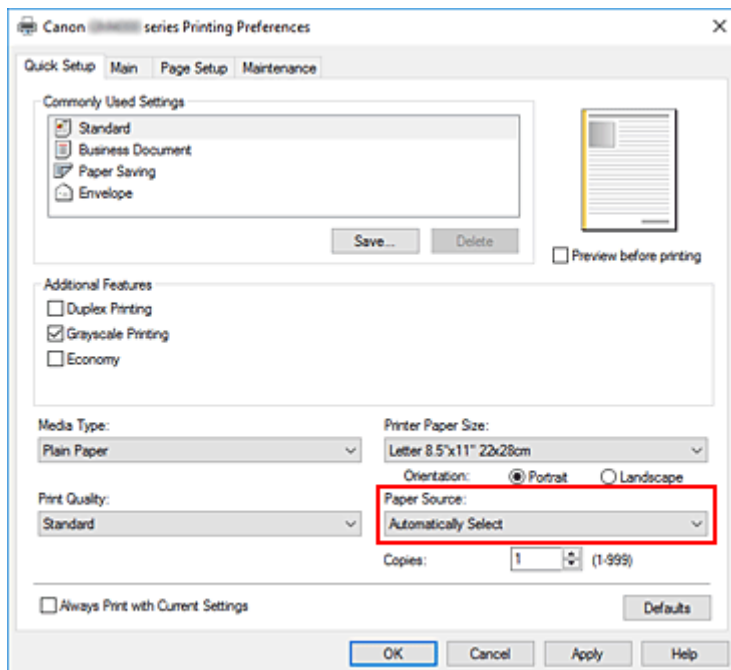 Canon series Printing Preferences
Quick Setup Main Page Setup Maintenance
Commonly Used Settings
Standard
Business Document
Paper Saving
Envelope
Save... Delete
Preview before printing
Additional Features
Duplex Printing
Grayscale Printing
Economy
Media Type:
Plain Paper
Printer Paper Size:
Letter 8.5"x11" 22x28cm
Orientation: Portrait Landscape
Print Quality:
Standard
Paper Source:
Automatically Select
Copies: 1 (1-999)
Always Print with Current Settings
Defaults
OK Cancel Apply Help